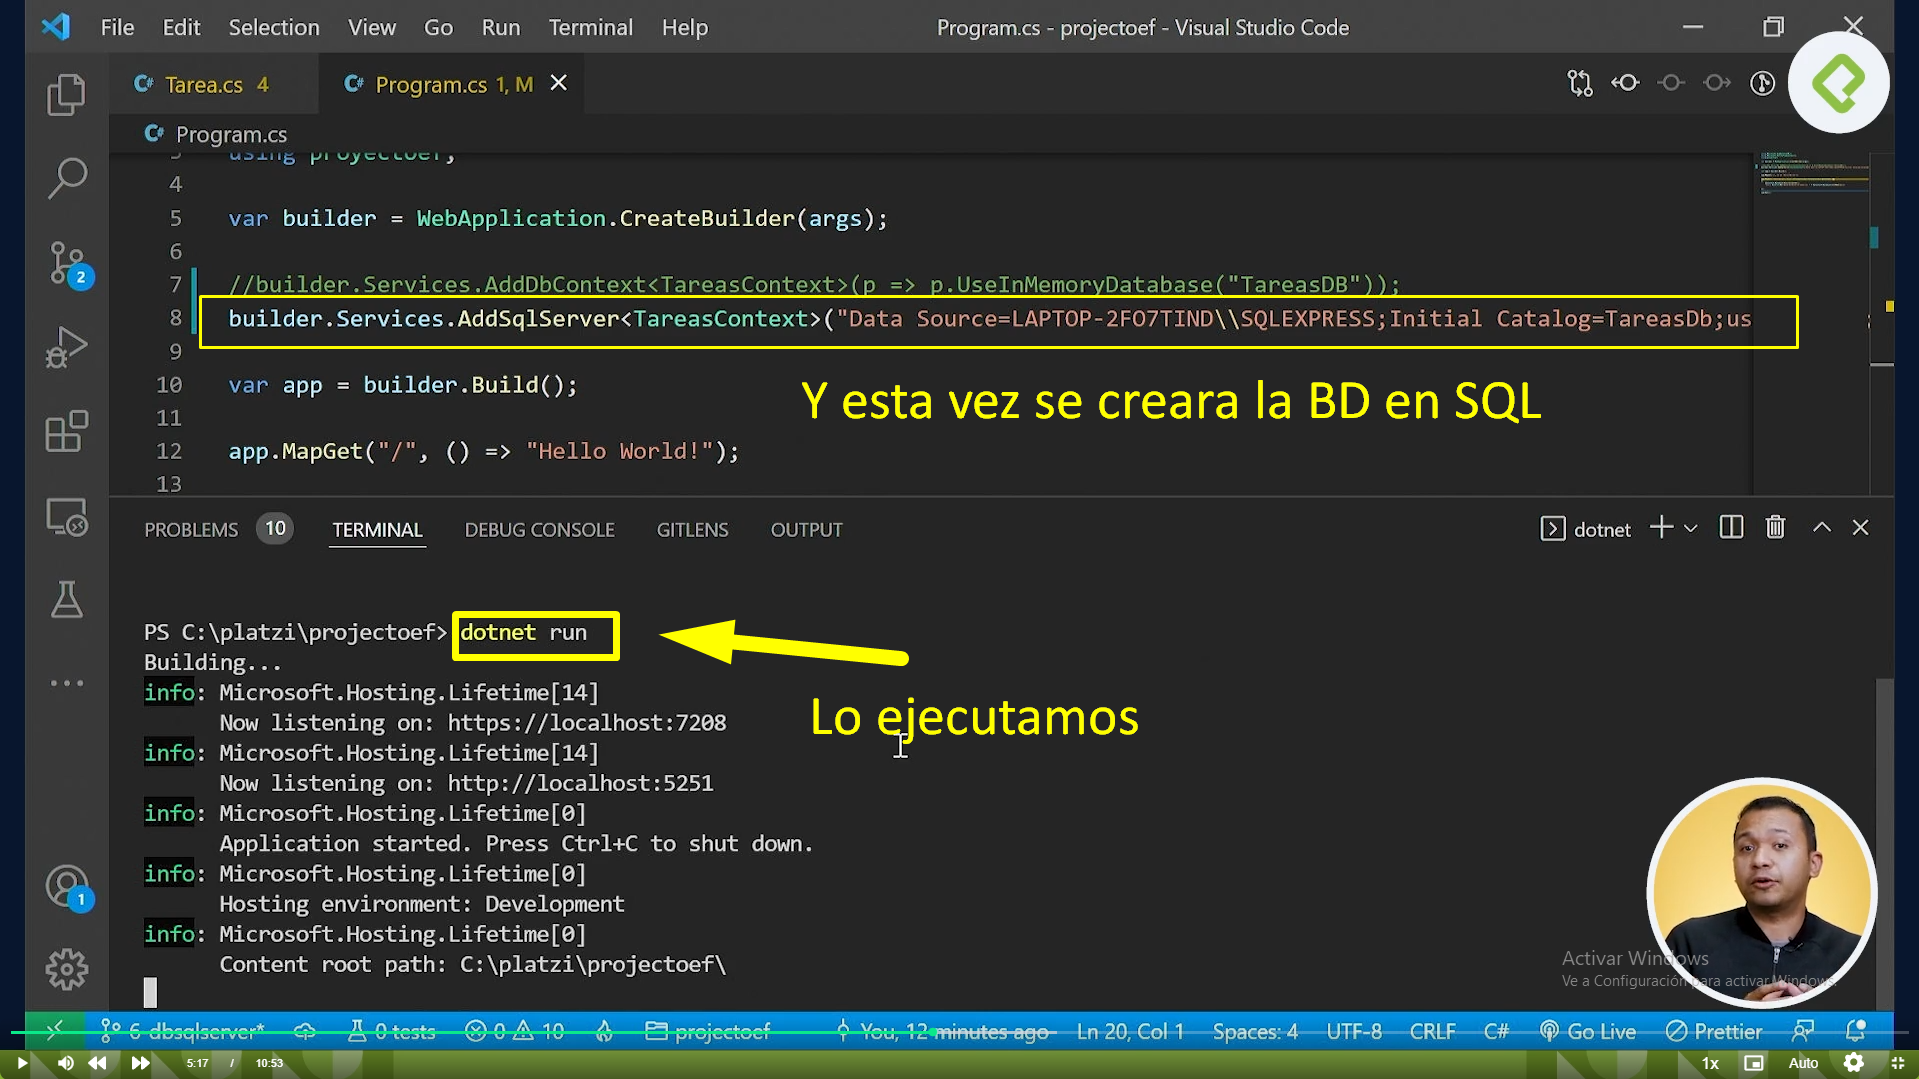 File Edit Selection View Go Run Terminal Help
Program.cs - projectoef - Visual Studio Code
Tarea.cs 4
Program.cs 1, M
Program.cs
using proyectoef;
4
5 var builder = WebApplication.CreateBuilder(args);
6
7 //builder.Services.AddDbContext<TareasContext>(p => p.UseInMemoryDatabase("TareasDB"));
8 builder.Services.AddSqlServer<TareasContext>("Data Source=LAPTOP-2FO7TIND\\SQLEXPRESS;Initial Catalog=TareasDb;us
9
10 var app = builder.Build();
Y esta vez se creara la BD en SQL
11
12 app.MapGet("/", () => "Hello World!");
13
PROBLEMS 10 TERMINAL DEBUG CONSOLE GITLENS OUTPUT
dotnet
PS C:\platzi\projectoef> dotnet run
Building...
info: Microsoft.Hosting.Lifetime[14]
Now listening on: https://localhost:7208
Lo ejecutamos
info: Microsoft.Hosting.Lifetime[14]
Now listening on: http://localhost:5251
info: Microsoft.Hosting.Lifetime[0]
Application started. Press Ctrl+C to shut down.
info: Microsoft.Hosting.Lifetime[0]
Hosting environment: Development
info: Microsoft.Hosting.Lifetime[0]
Content root path: C:\platzi\projectoef\
2
1
Activar Windows
Ve a Configuración para activar Windows.
6-dbsqlserver* 0 tests 0 10 projectoef You, 12 minutes ago Ln 20, Col 1 Spaces: 4 UTF-8 CRLF C# Go Live Prettier
5:17 / 10:53 1x Auto